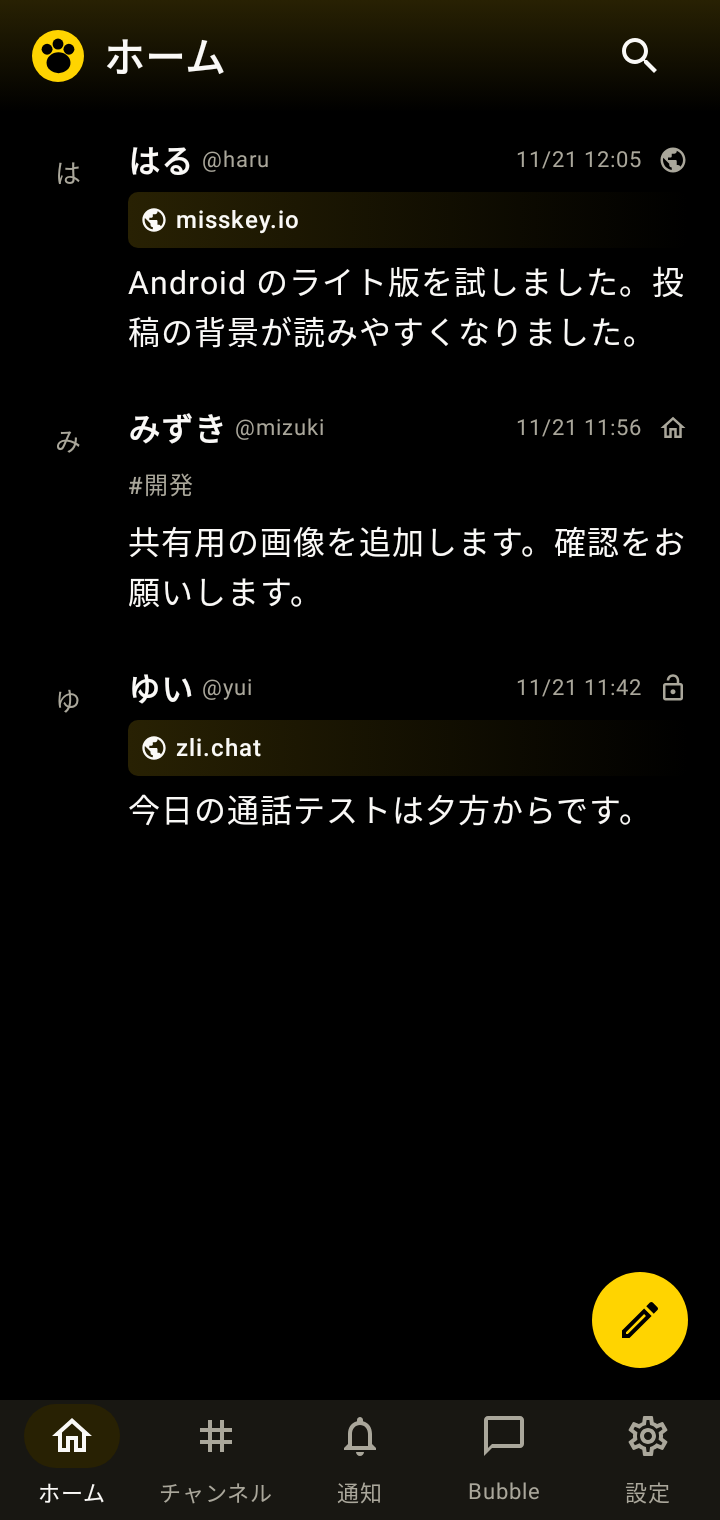 ホーム
は
はる @haru 11/21 12:05
misskey.io
Android のライト版を試しました。投
稿の背景が読みやすくなりました。
み
みずき @mizuki 11/21 11:56
#開発
共有用の画像を追加します。確認をお
願いします。
ゆ
ゆい @yui 11/21 11:42
zli.chat
今日の通話テストは夕方からです。
ホーム チャンネル 通知 Bubble 設定